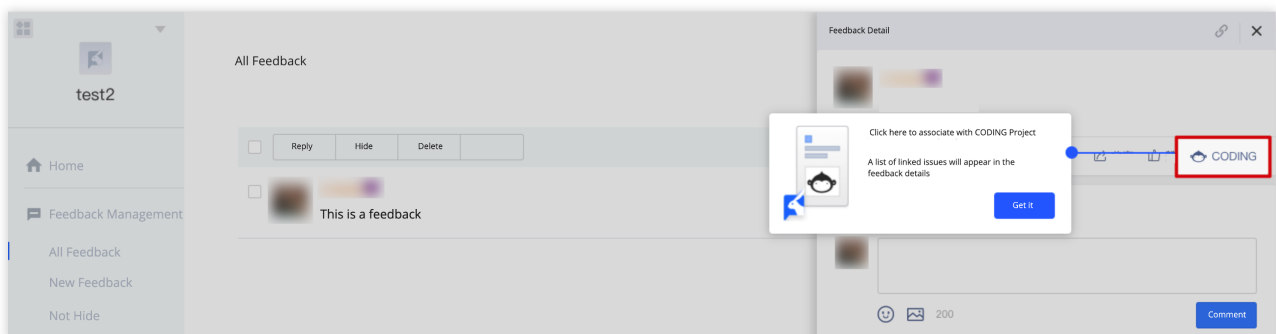 test2
Home
Feedback Management
All Feedback
New Feedback
Not Hide
All Feedback
Reply Hide Delete
This is a feedback
Feedback Detail
Click here to associate with CODING Project
A list of linked issues will appear in the
feedback details
Get it
CODING
200
Comment